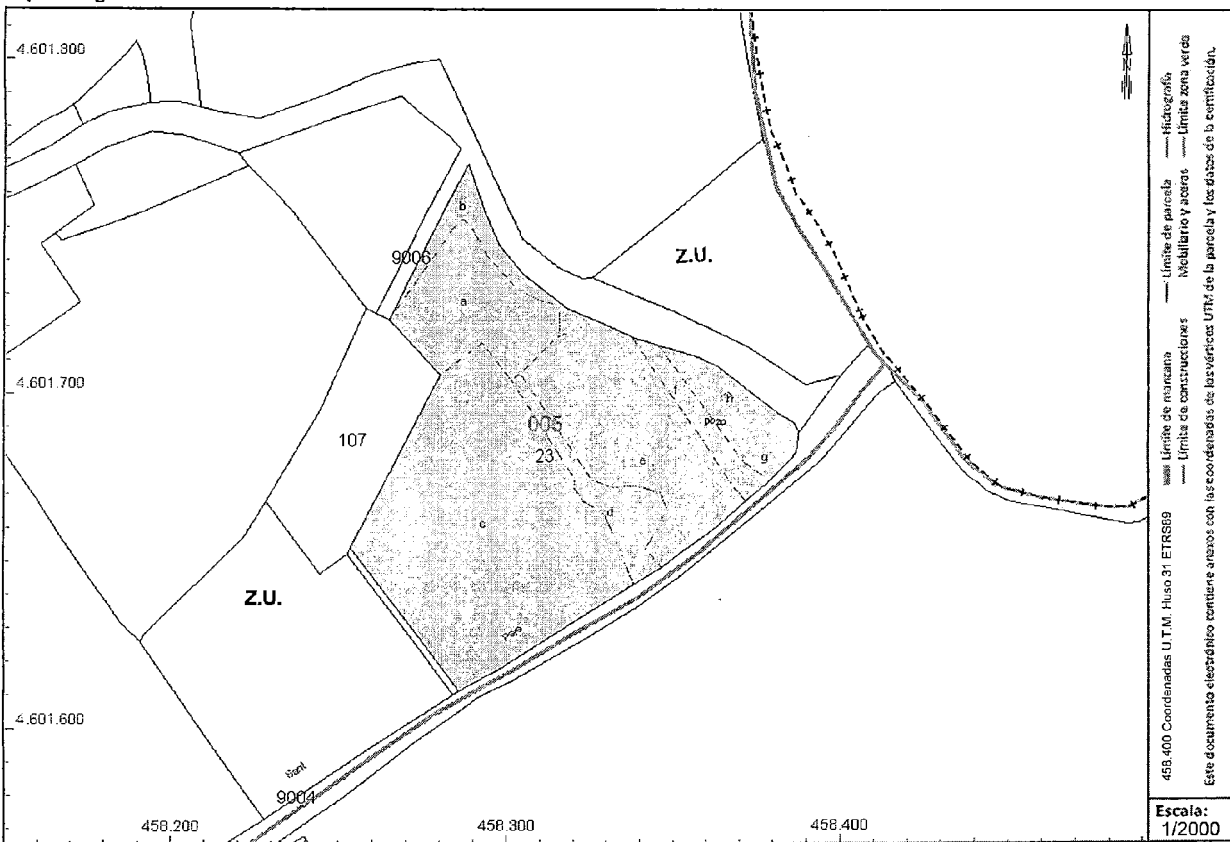 4.601.800
b
9006
Z.U.
a
4.601.700
f
h
pozo
005
107
23
e
g
d
c
Z.U.
4.601.600
Sant
9004
458.200
458.300
458.400
N
Límite de manzana
Límite de parcela
Hidrografía
Límite de construcciones
Mobiliario y aceras
Límite zona verde
458.400 Coordenadas U.T.M. Huso 31 ETRS89
Este documento electrónico contiene anexos con las coordenadas de los vértices UTM de la parcela y los datos de la certificación.
Escala:
1/2000